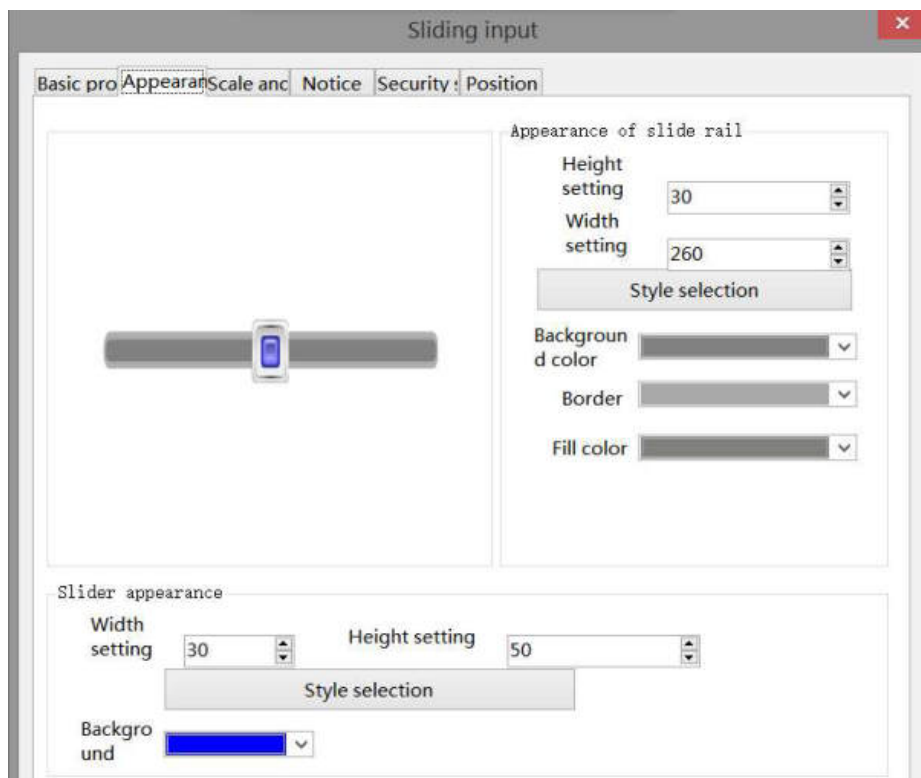 Sliding input
Basic pro Appearan Scale and Notice Security s Position
Appearance of slide rail
Height
setting
30
Width
setting
260
Style selection
Backgroun
d color
Border
Fill color
Slider appearance
Width
setting
30
Height setting
50
Style selection
Backgro
und